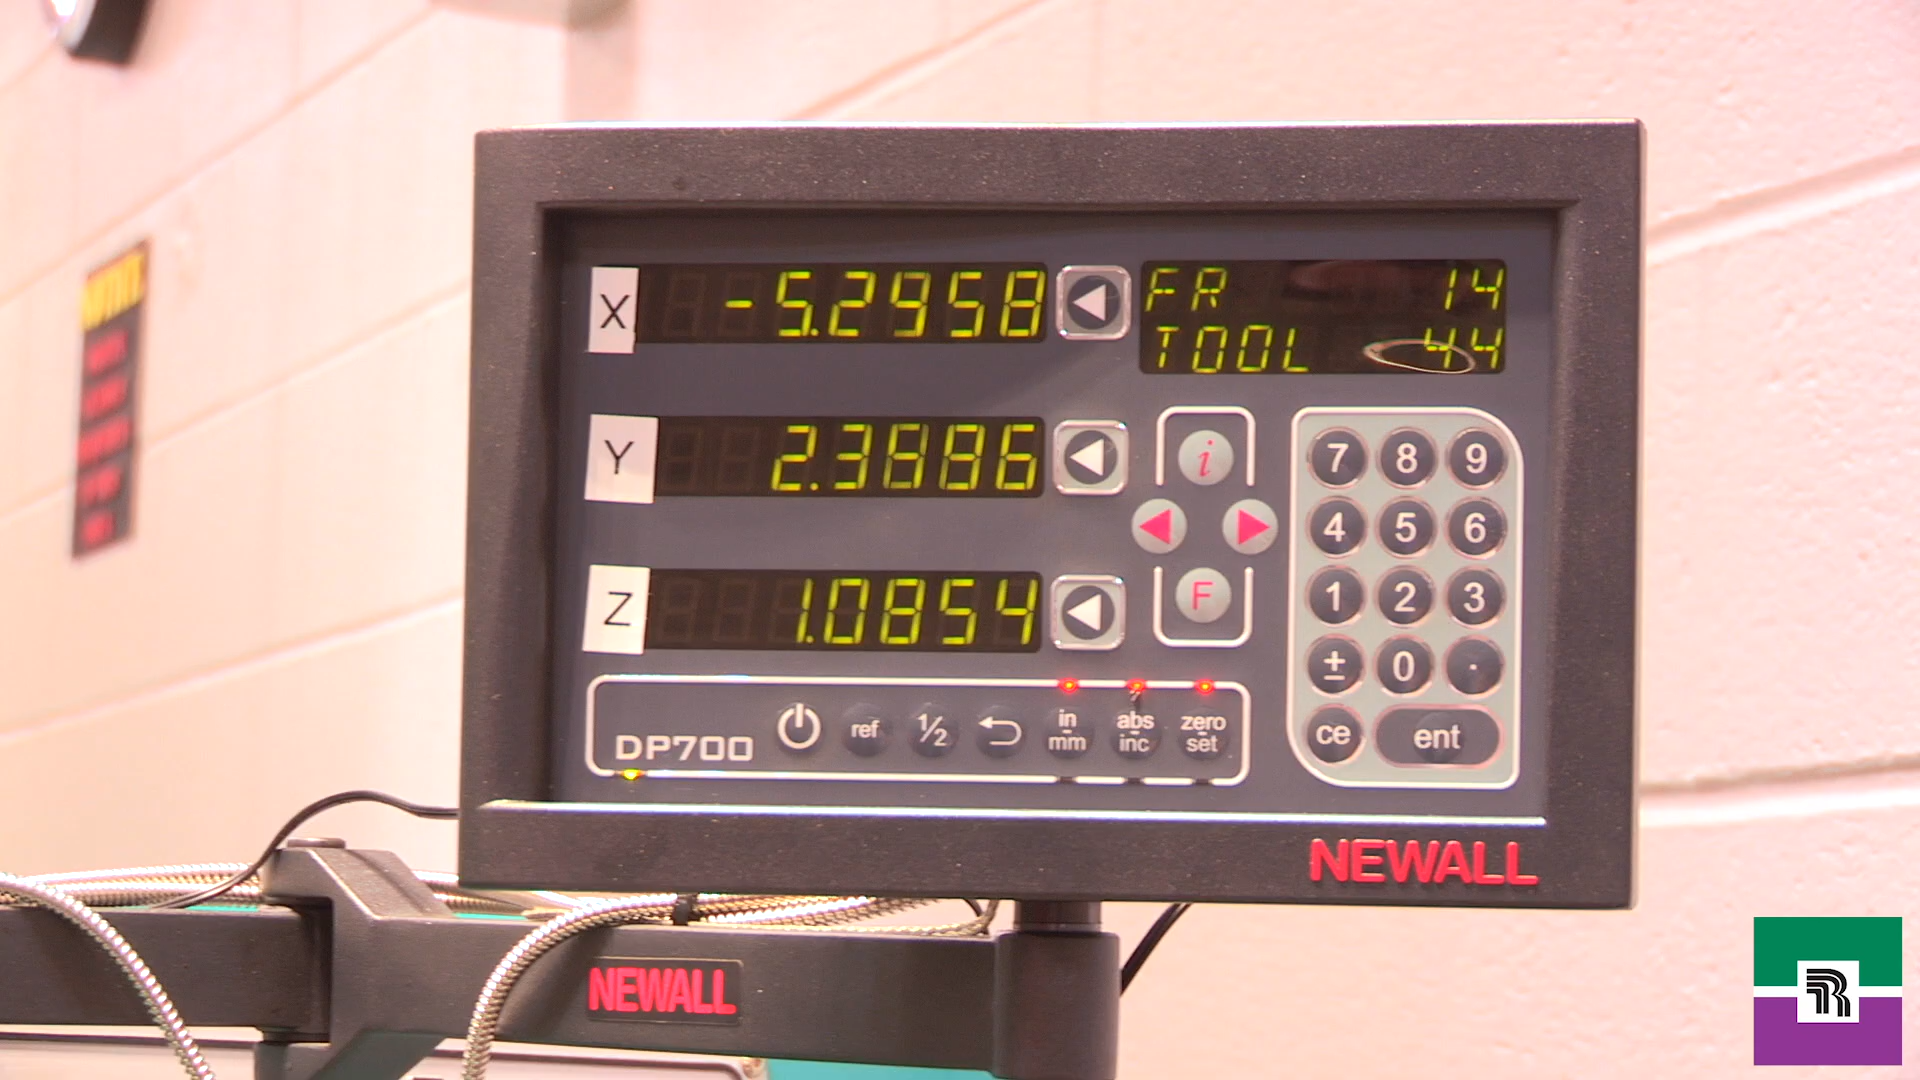 X -5.2958
FR 14
TOOL 44
Y 2.3886
i
7 8 9
4 5 6
Z 1.0854
F
1 2 3
± 0 .
DP700 ref ½ in mm abs inc zero set
ce ent
NEWALL
NEWALL
R